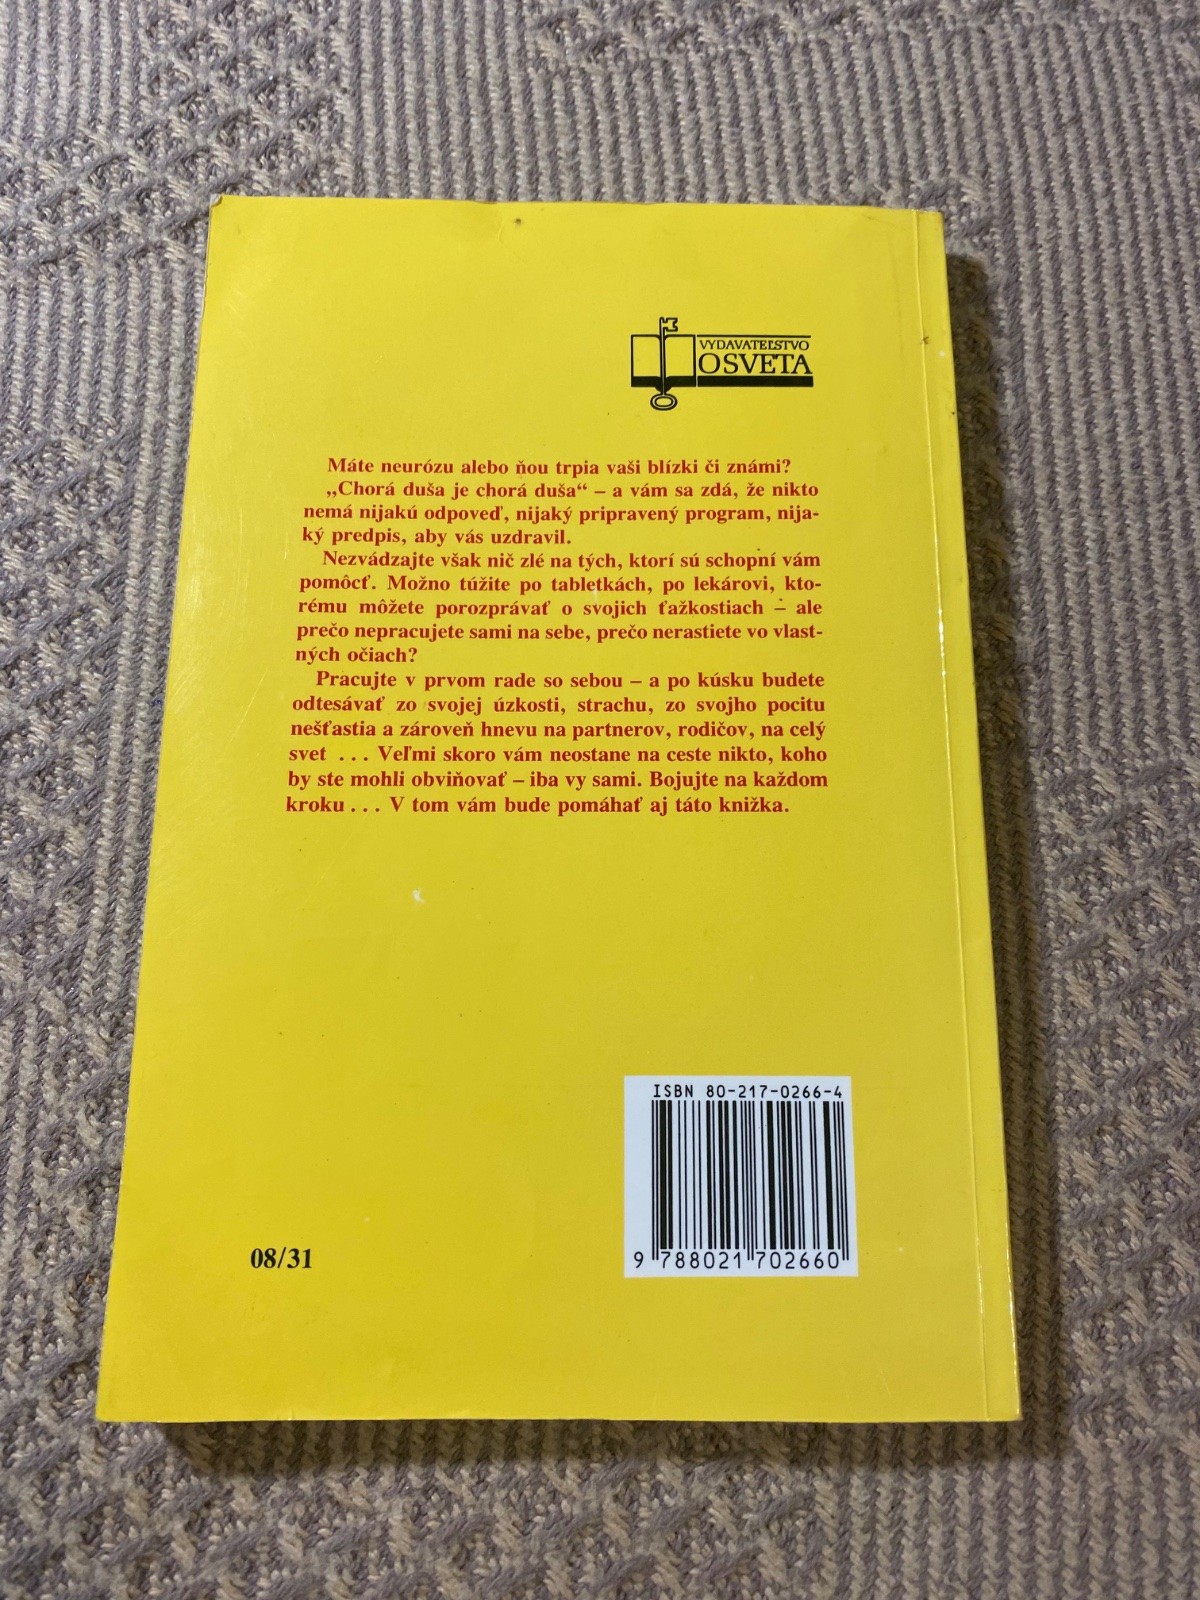 VYDAVATEĽSTVO
OSVETA
Máte neurózu alebo ňou trpia vaši blízki či známi?
„Chorá duša je chorá duša“ – a vám sa zdá, že nikto
nemá nijakú odpoveď, nijaký pripravený program, nija-
ký predpis, aby vás uzdravil.
Nezvádzajte však nič zlé na tých, ktorí sú schopní vám
pomôcť. Možno túžite po tabletkách, po lekárovi, kto-
rému môžete porozprávať o svojich ťažkostiach – ale
prečo nepracujete sami na sebe, prečo nerastiete vo vlast-
ných očiach?
Pracujte v prvom rade so sebou – a po kúsku budete
odtesávať zo svojej úzkosti, strachu, zo svojho pocitu
nešťastia a zároveň hnevu na partnerov, rodičov, na celý
svet ... Veľmi skoro vám neostane na ceste nikto, koho
by ste mohli obviňovať – iba vy sami. Bojujte na každom
kroku ... V tom vám bude pomáhať aj táto knižka.
ISBN 80-217-0266-4
9 788021 702660
08/31